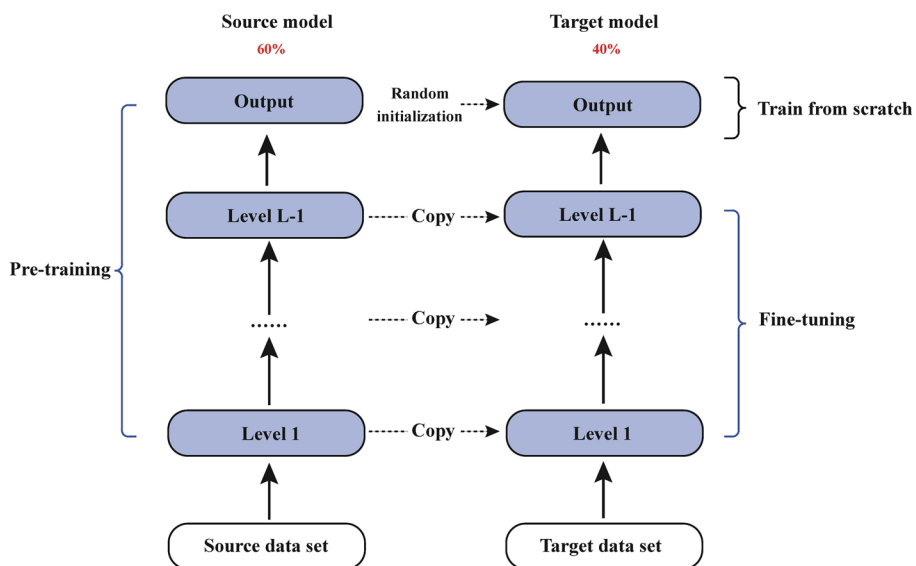 Source model
Target model
60%
40%
Output
Random
initialization
Output
Train from scratch
Level L-1
Copy
Level L-1
Pre-training
......
Copy
......
Fine-tuning
Level 1
Copy
Level 1
Source data set
Target data set